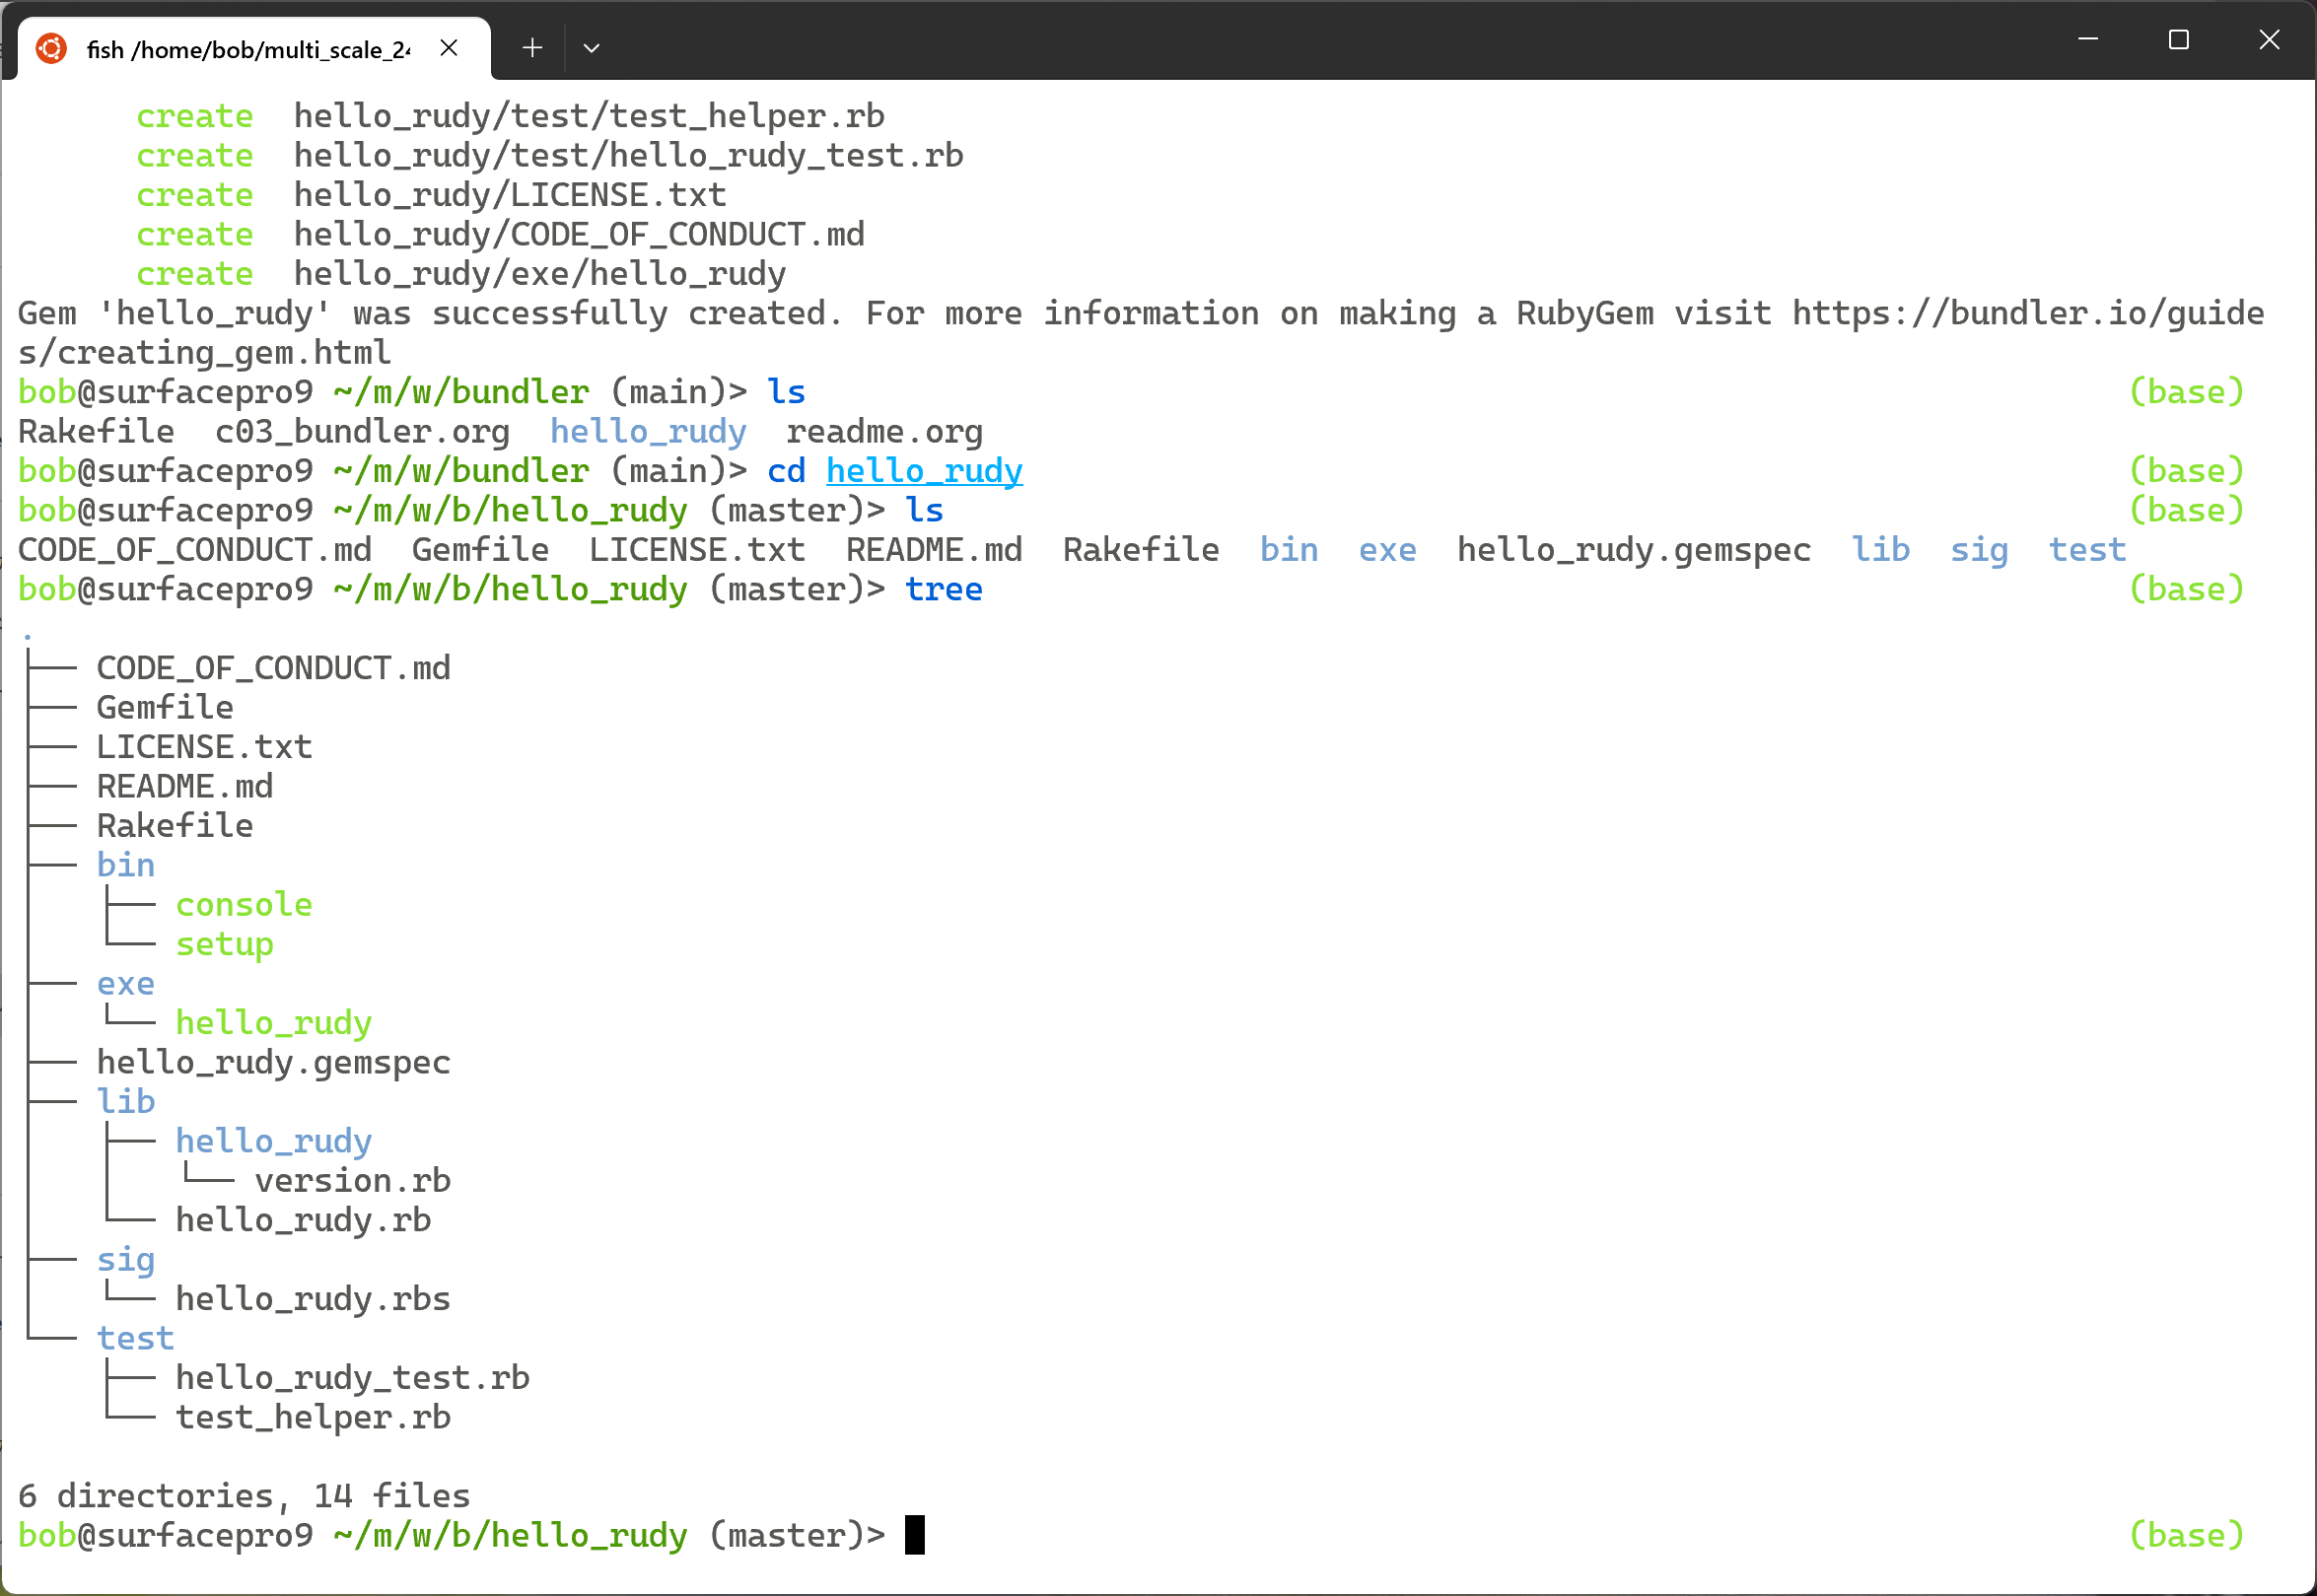 fish /home/bob/multi_scale_24
create  hello_rudy/test/test_helper.rb
create  hello_rudy/test/hello_rudy_test.rb
create  hello_rudy/LICENSE.txt
create  hello_rudy/CODE_OF_CONDUCT.md
create  hello_rudy/exe/hello_rudy
Gem 'hello_rudy' was successfully created. For more information on making a RubyGem visit https://bundler.io/guide
s/creating_gem.html
bob@surfacepro9 ~/m/w/bundler (main)> ls (base)
Rakefile  c03_bundler.org  hello_rudy  readme.org
bob@surfacepro9 ~/m/w/bundler (main)> cd hello_rudy (base)
bob@surfacepro9 ~/m/w/b/hello_rudy (master)> ls (base)
CODE_OF_CONDUCT.md  Gemfile  LICENSE.txt  README.md  Rakefile  bin  exe  hello_rudy.gemspec  lib  sig  test
bob@surfacepro9 ~/m/w/b/hello_rudy (master)> tree (base)
.
├── CODE_OF_CONDUCT.md
├── Gemfile
├── LICENSE.txt
├── README.md
├── Rakefile
├── bin
│   ├── console
│   └── setup
├── exe
│   └── hello_rudy
├── hello_rudy.gemspec
├── lib
│   ├── hello_rudy
│   │   └── version.rb
│   └── hello_rudy.rb
├── sig
│   └── hello_rudy.rbs
└── test
    ├── hello_rudy_test.rb
    └── test_helper.rb
6 directories, 14 files
bob@surfacepro9 ~/m/w/b/hello_rudy (master)> (base)